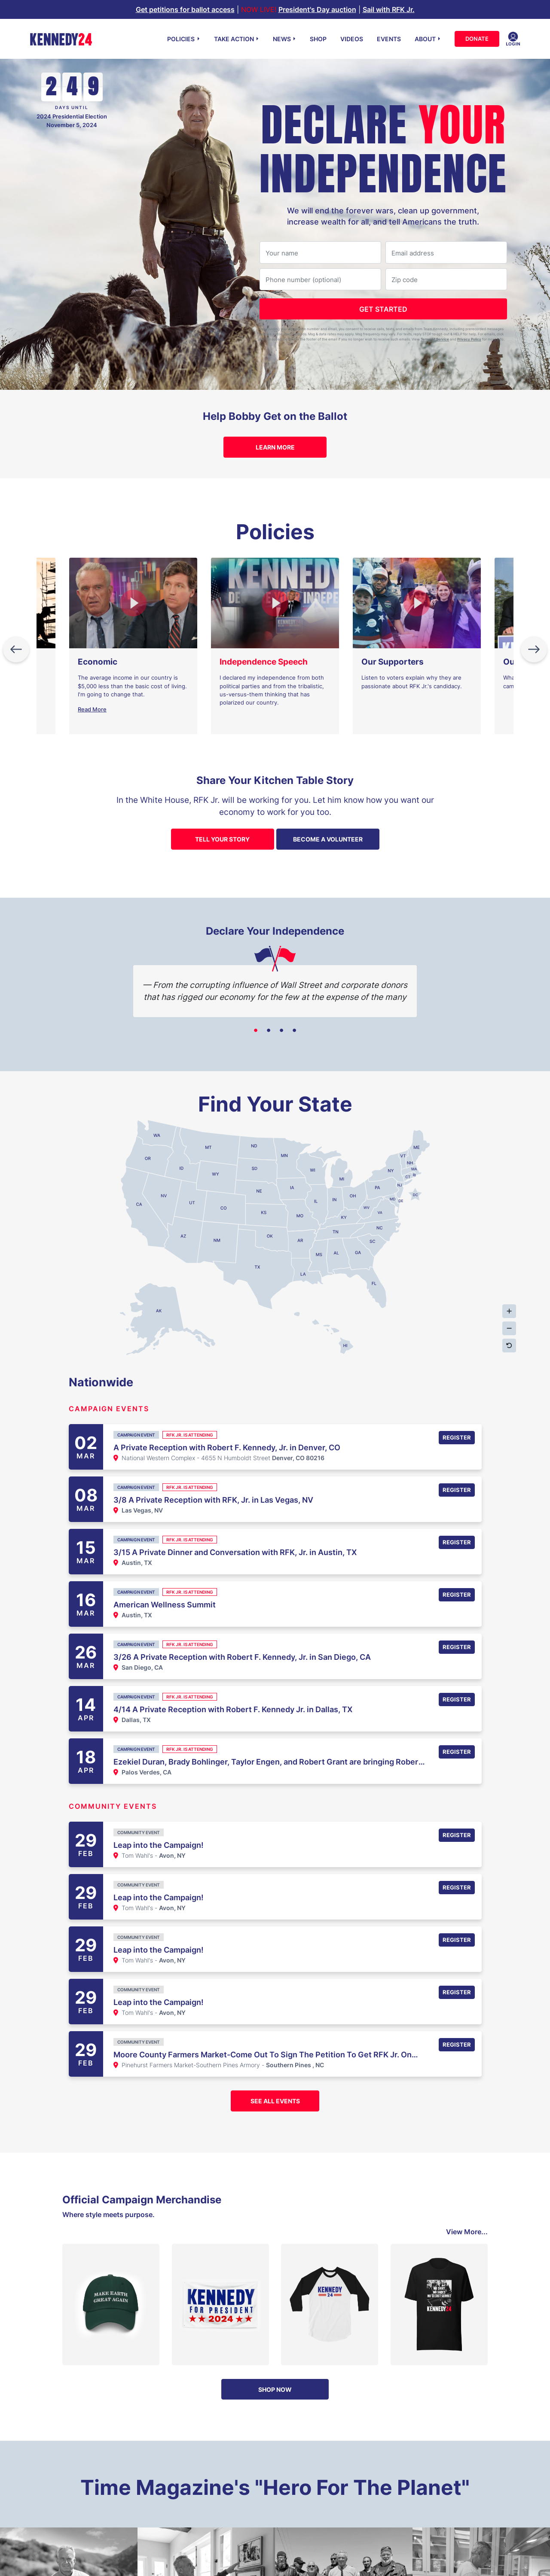 Get petitions for ballot access | NOW LIVE: President's Day auction | Sail with RFK Jr.
KENNEDY24
POLICIES
TAKE ACTION
NEWS
SHOP
VIDEOS
EVENTS
ABOUT
DONATE
LOGIN
249
DAYS UNTIL
2024 Presidential Election
November 5, 2024
DECLARE YOUR
INDEPENDENCE
We will end the forever wars, clean up government,
increase wealth for all, and tell Americans the truth.
Your name
Email address
Phone number (optional)
Zip code
GET STARTED
Privacy Policy
Help Bobby Get on the Ballot
LEARN MORE
Policies
Economic
The average income in our country is
$5,000 less than the basic cost of living.
I'm going to change that.
Read More
Independence Speech
I declared my independence from both
political parties and from the tribalistic,
us-versus-them thinking that has
polarized our country.
Our Supporters
Listen to voters explain why they are
passionate about RFK Jr.'s candidacy.
Share Your Kitchen Table Story
In the White House, RFK Jr. will be working for you. Let him know how you want our
economy to work for you too.
TELL YOUR STORY
BECOME A VOLUNTEER
Declare Your Independence
— From the corrupting influence of Wall Street and corporate donors
that has rigged our economy for the few at the expense of the many
Find Your State
WA
OR
CA
NV
ID
MT
WY
UT
AZ
CO
NM
ND
SD
NE
KS
OK
TX
MN
IA
MO
AR
LA
WI
IL
MS
MI
IN
KY
TN
AL
OH
GA
FL
SC
NC
VA
WV
PA
NY
VT
NH
ME
MA
RI
CT
NJ
DE
MD
DC
AK
HI
+
−
Nationwide
CAMPAIGN EVENTS
02
MAR
CAMPAIGN EVENT
RFK JR. IS ATTENDING
A Private Reception with Robert F. Kennedy, Jr. in Denver, CO
National Western Complex - 4655 N Humboldt Street Denver, CO 80216
REGISTER
08
MAR
CAMPAIGN EVENT
RFK JR. IS ATTENDING
3/8 A Private Reception with RFK, Jr. in Las Vegas, NV
Las Vegas, NV
REGISTER
15
MAR
CAMPAIGN EVENT
RFK JR. IS ATTENDING
3/15 A Private Dinner and Conversation with RFK, Jr. in Austin, TX
Austin, TX
REGISTER
16
MAR
CAMPAIGN EVENT
RFK JR. IS ATTENDING
American Wellness Summit
Austin, TX
REGISTER
26
MAR
CAMPAIGN EVENT
RFK JR. IS ATTENDING
3/26 A Private Reception with Robert F. Kennedy, Jr. in San Diego, CA
San Diego, CA
REGISTER
14
APR
CAMPAIGN EVENT
RFK JR. IS ATTENDING
4/14 A Private Reception with Robert F. Kennedy Jr. in Dallas, TX
Dallas, TX
REGISTER
18
APR
CAMPAIGN EVENT
RFK JR. IS ATTENDING
Ezekiel Duran, Brady Bohlinger, Taylor Engen, and Robert Grant are bringing Rober...
Palos Verdes, CA
REGISTER
COMMUNITY EVENTS
29
FEB
COMMUNITY EVENT
Leap into the Campaign!
Tom Wahl's - Avon, NY
REGISTER
29
FEB
COMMUNITY EVENT
Leap into the Campaign!
Tom Wahl's - Avon, NY
REGISTER
29
FEB
COMMUNITY EVENT
Leap into the Campaign!
Tom Wahl's - Avon, NY
REGISTER
29
FEB
COMMUNITY EVENT
Leap into the Campaign!
Tom Wahl's - Avon, NY
REGISTER
29
FEB
COMMUNITY EVENT
Moore County Farmers Market-Come Out To Sign The Petition To Get RFK Jr. On...
Pinehurst Farmers Market-Southern Pines Armory - Southern Pines , NC
REGISTER
SEE ALL EVENTS
Official Campaign Merchandise
Where style meets purpose.
View More...
MAKE EARTH
GREAT AGAIN
KENNEDY
FOR PRESIDENT
2024
KENNEDY
24
KENNEDY24
SHOP NOW
Time Magazine's "Hero For The Planet"